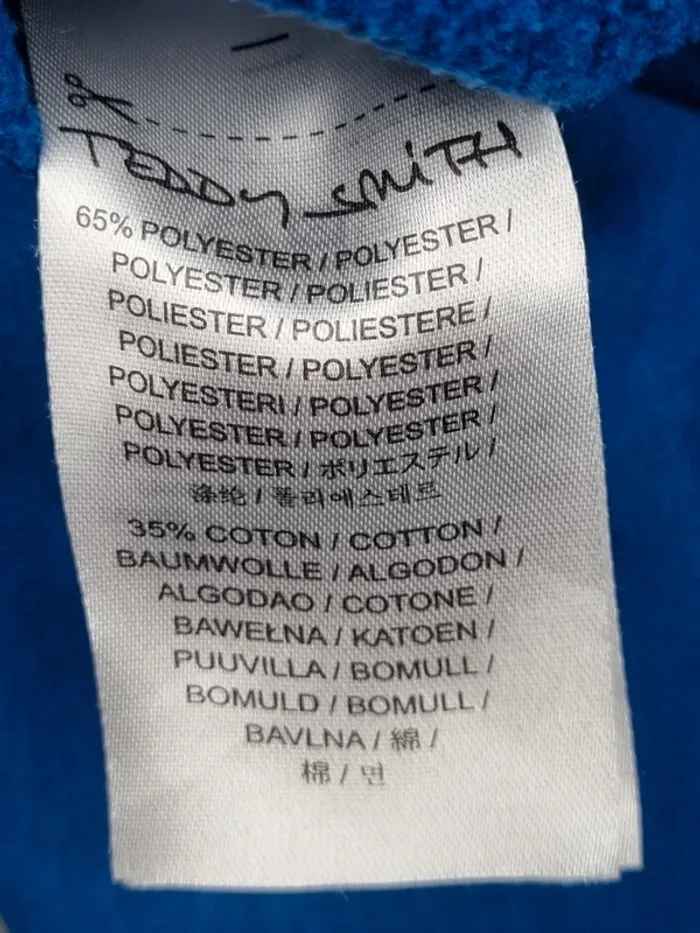 TEDDY SMITH
65% POLYESTER / POLYESTER /
POLYESTER / POLIESTER /
POLIESTER / POLIESTERE /
POLIESTER / POLYESTER /
POLYESTERI / POLYESTER /
POLYESTER / POLYESTER /
POLYESTER / ポリエステル /
涤纶 / 폴리에스테르
35% COTON / COTTON /
BAUMWOLLE / ALGODON /
ALGODAO / COTONE /
BAWEŁNA / KATOEN /
PUUVILLA / BOMULL /
BOMULD / BOMULL /
BAVLNA / 綿 /
棉 / 면